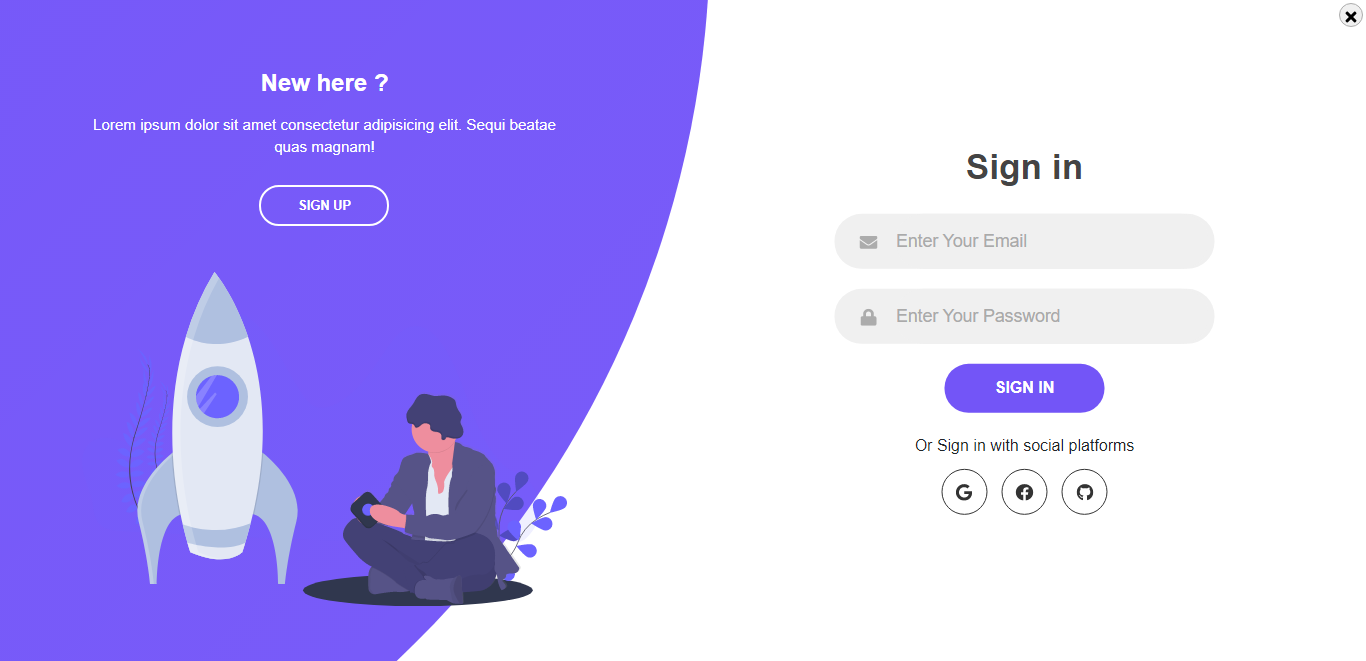 New here ?
Lorem ipsum dolor sit amet consectetur adipisicing elit. Sequi beatae
quas magnam!
SIGN UP
Sign in
Enter Your Email
Enter Your Password
SIGN IN
Or Sign in with social platforms